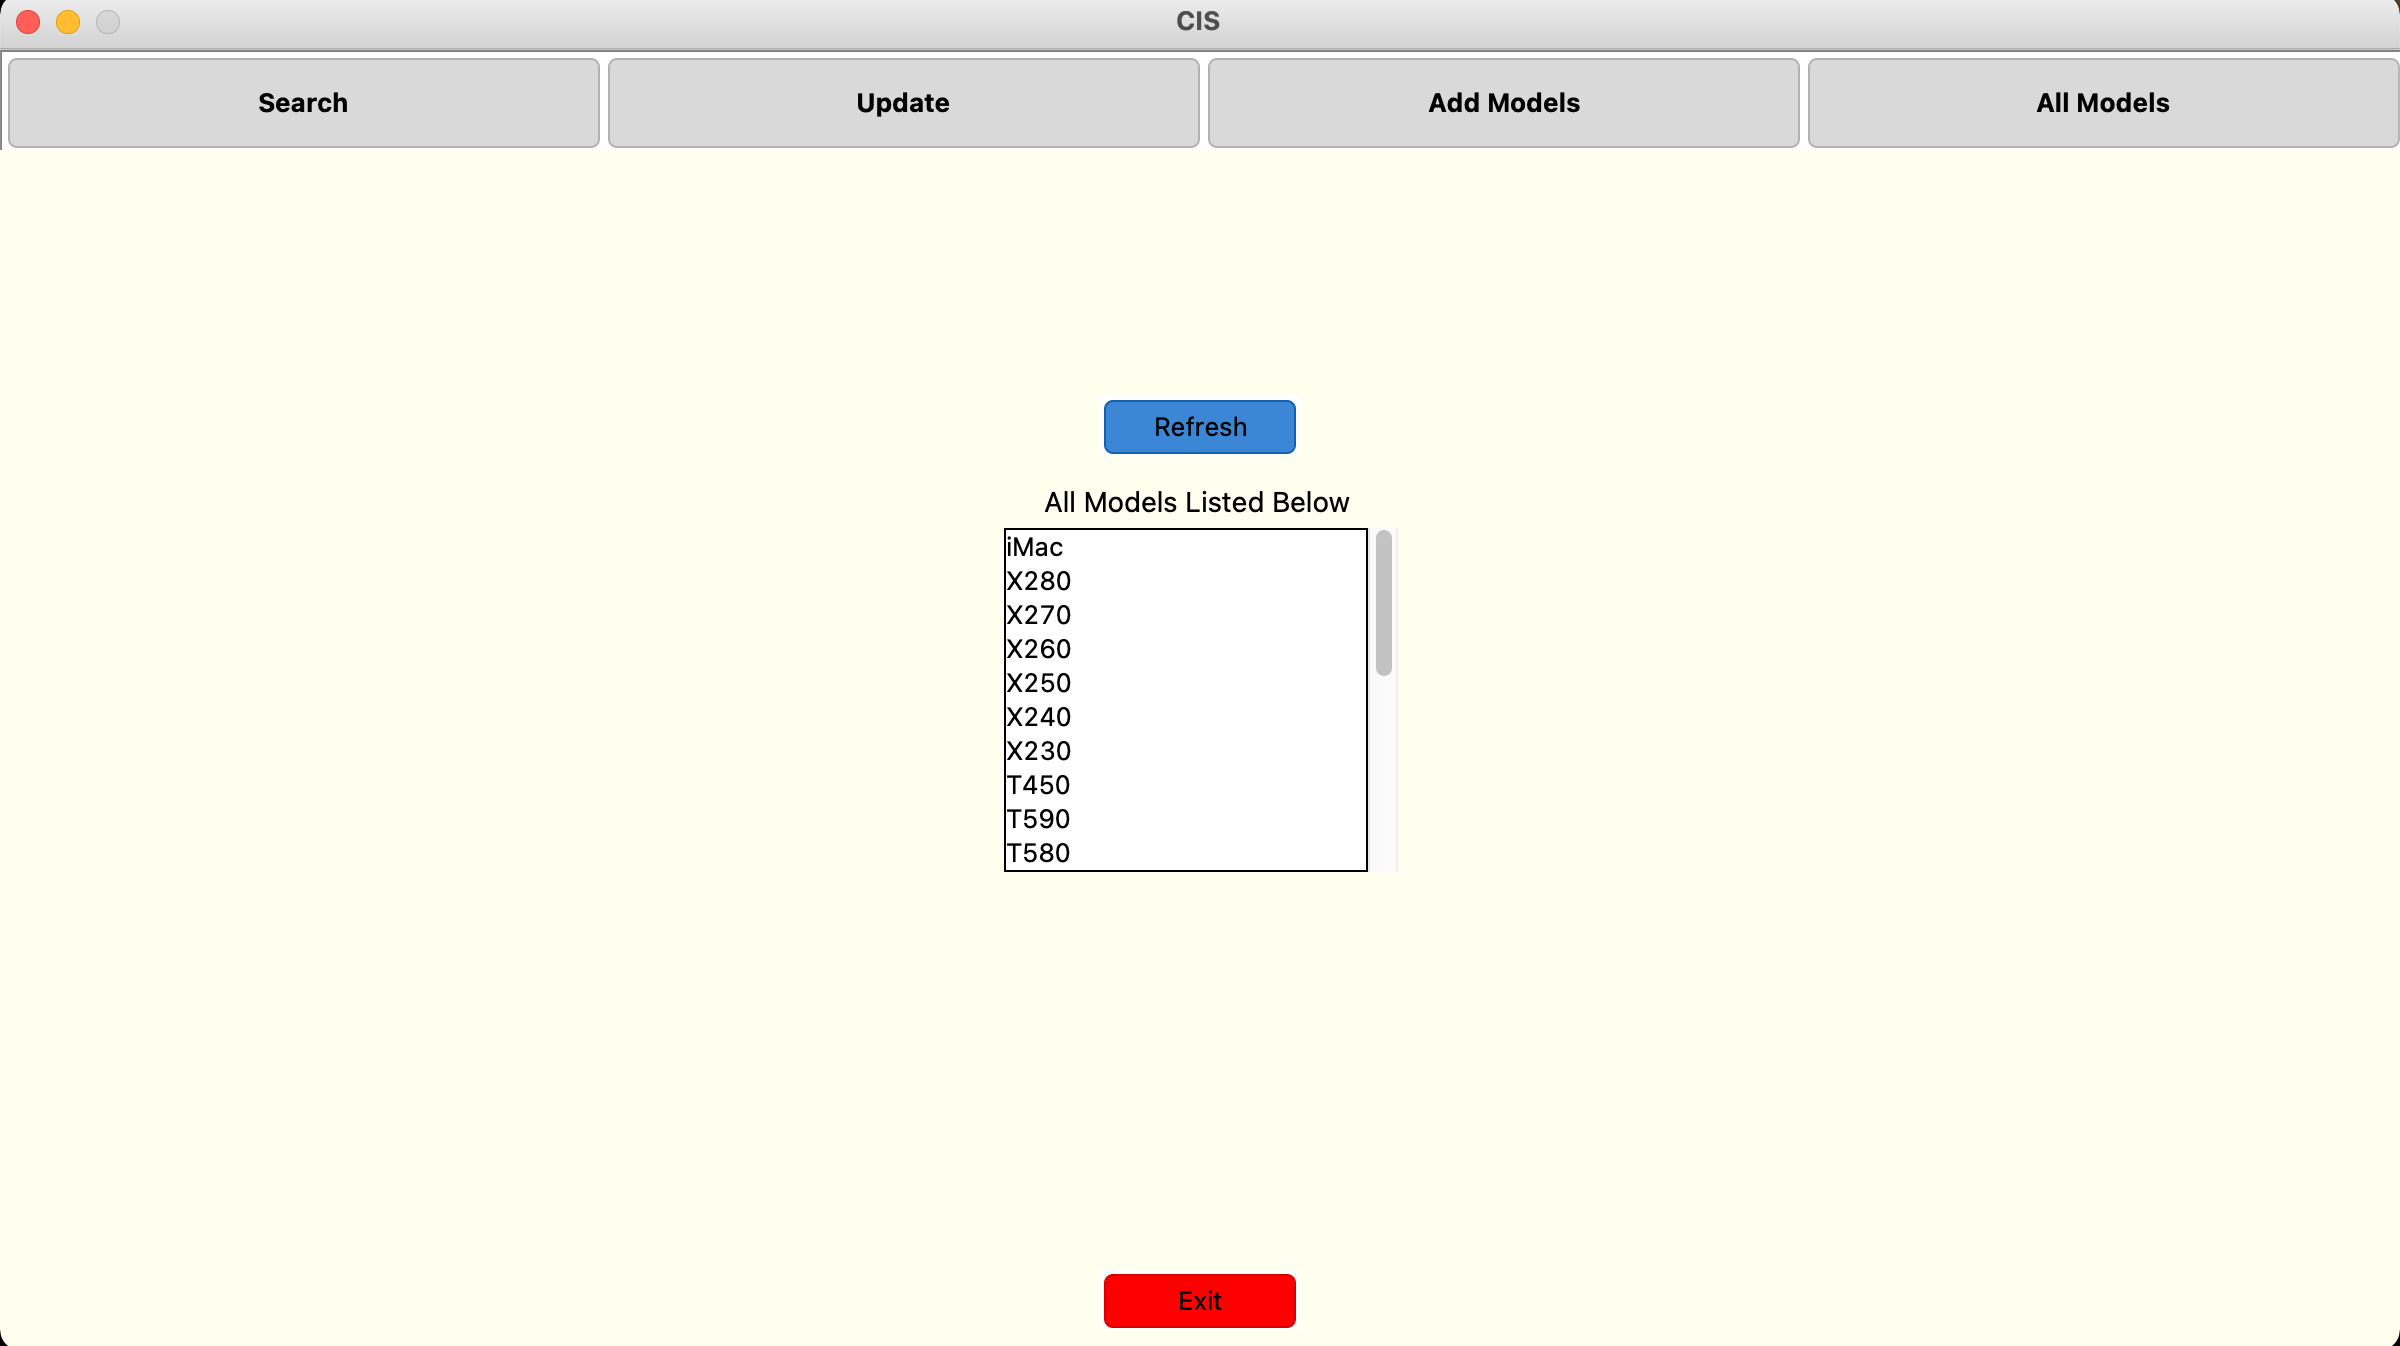 CIS
Search Update Add Models All Models
Refresh
All Models Listed Below
iMac
X280
X270
X260
X250
X240
X230
T450
T590
T580
Exit